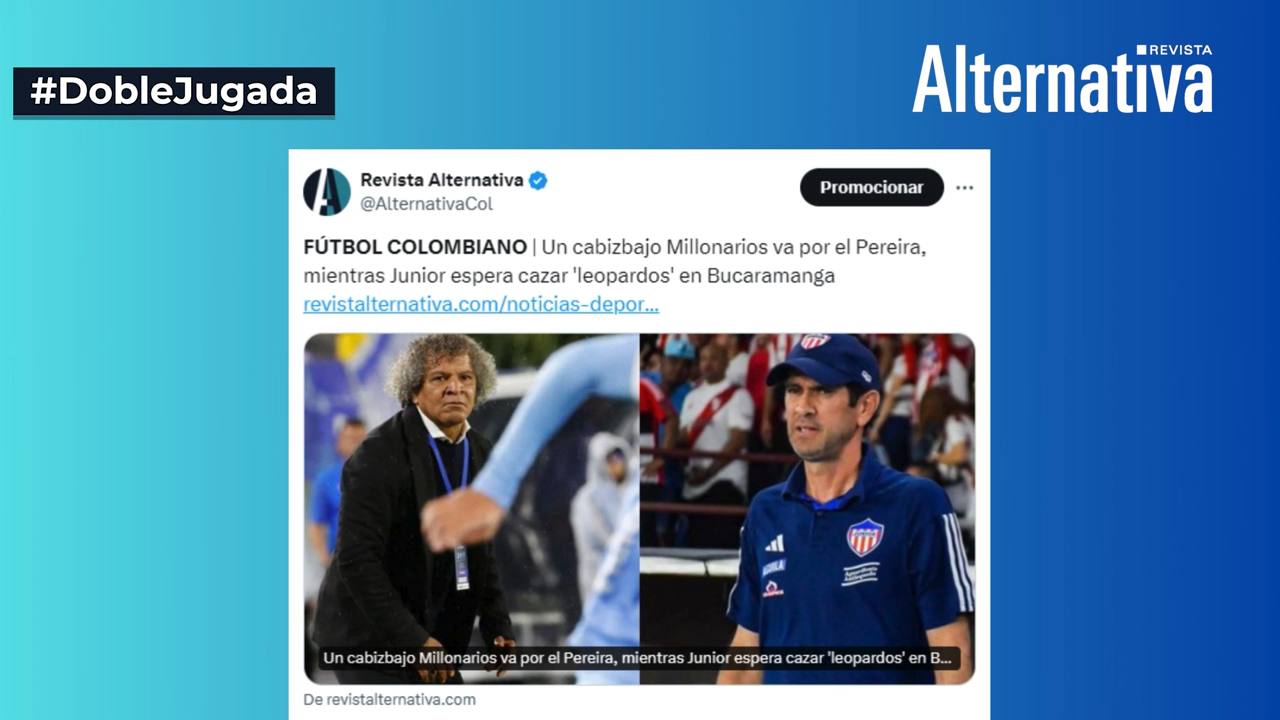 #DobleJugada
REVISTA
Alternativa
Revista Alternativa
@AlternativaCol
Promocionar
FÚTBOL COLOMBIANO | Un cabizbajo Millonarios va por el Pereira,
mientras Junior espera cazar 'leopardos' en Bucaramanga
revistalternativa.com/noticias-depor...
AGUILA
Un cabizbajo Millonarios va por el Pereira, mientras Junior espera cazar 'leopardos' en B...
De revistalternativa.com